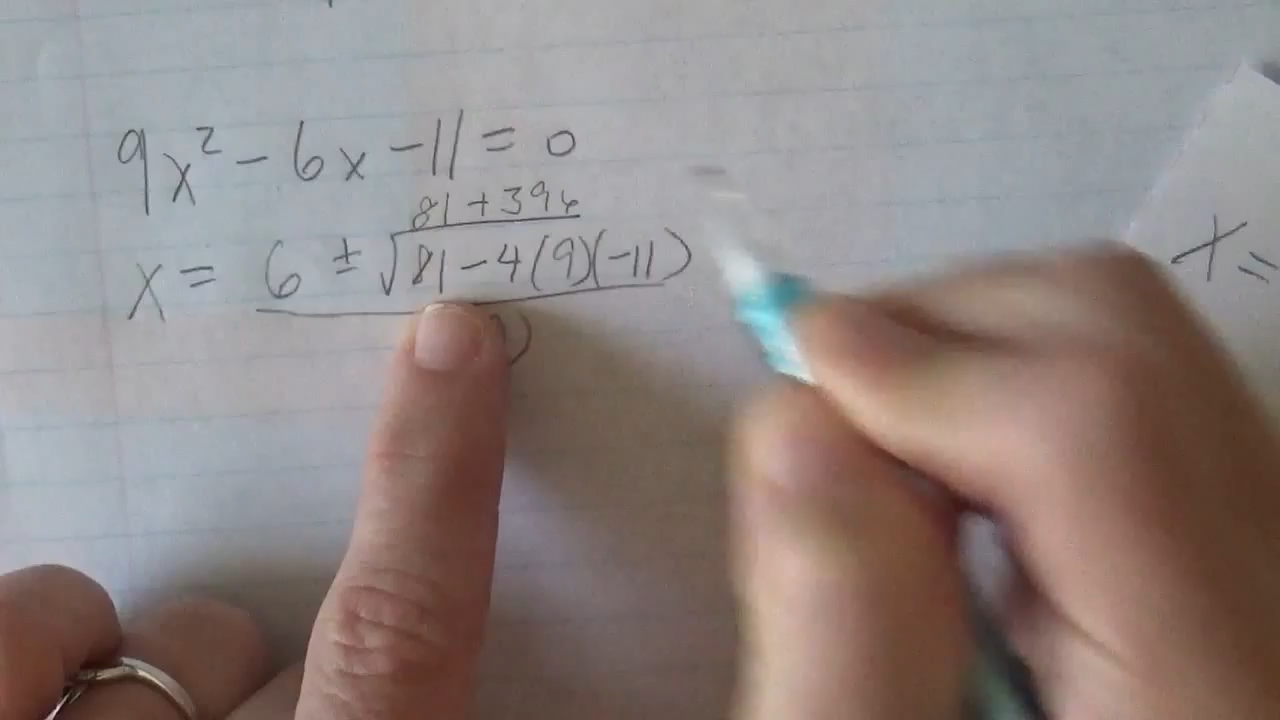 9x² - 6x - 11 = 0
81 + 396
x = 6 ± √81 - 4(9)(-11)
)
x =